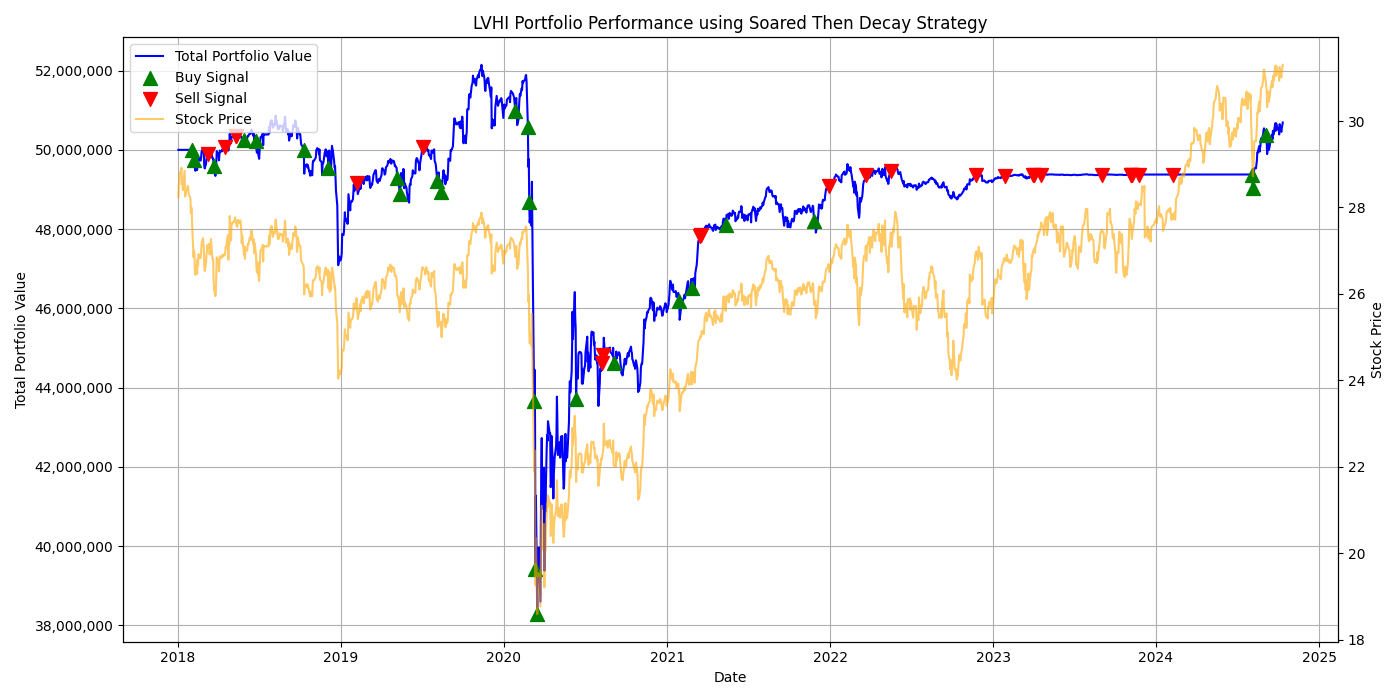 LVHI Portfolio Performance using Soared Then Decay Strategy
Total Portfolio Value
Buy Signal
Sell Signal
Stock Price
52,000,000
50,000,000
48,000,000
46,000,000
44,000,000
42,000,000
40,000,000
38,000,000
Total Portfolio Value
30
28
26
24
22
20
18
Stock Price
2018
2019
2020
2021
2022
2023
2024
2025
Date